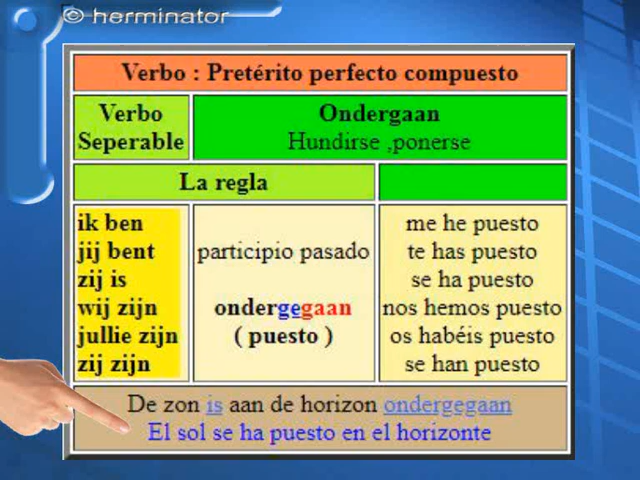 © herminator
Verbo : Pretérito perfecto compuesto
Verbo
Seperable
Ondergaan
Hundirse ,ponerse
La regla
ik ben
jij bent
zij is
wij zijn
jullie zijn
zij zijn
participio pasado
ondergegaan
( puesto )
me he puesto
te has puesto
se ha puesto
nos hemos puesto
os habéis puesto
se han puesto
De zon is aan de horizon ondergegaan
El sol se ha puesto en el horizonte